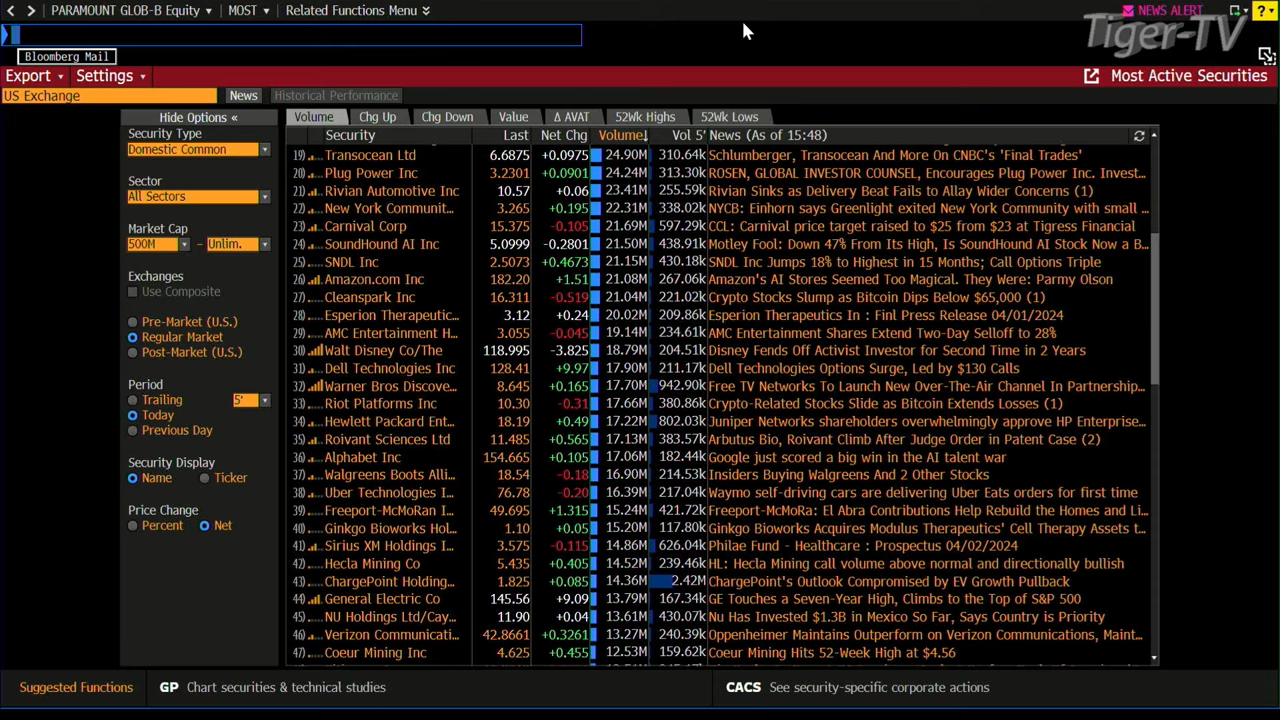 PARAMOUNT GLOB-B Equity MOST Related Functions Menu NEWS ALERT ?
Tiger-TV
Bloomberg Mail
Export Settings Most Active Securities
US Exchange News Historical Performance
Hide Options « Volume Chg Up Chg Down Value Δ AVAT 52Wk Highs 52Wk Lows
Security Type
Domestic Common
Sector
All Sectors
Market Cap
500M – Unlim.
Exchanges
Use Composite
Pre-Market (U.S.)
Regular Market
Post-Market (U.S.)
Period
Trailing 5'
Today
Previous Day
Security Display
Name Ticker
Price Change
Percent Net
Security Last Net Chg Volume↓ Vol 5' News (As of 15:48)
19) Transocean Ltd 6.6875 +0.0975 24.90M 310.64k Schlumberger, Transocean And More On CNBC's 'Final Trades'
20) Plug Power Inc 3.2301 +0.0901 24.24M 313.30k ROSEN, GLOBAL INVESTOR COUNSEL, Encourages Plug Power Inc. Invest...
21) Rivian Automotive Inc 10.57 +0.06 23.41M 255.59k Rivian Sinks as Delivery Beat Fails to Allay Wider Concerns (1)
22) New York Communit... 3.265 +0.195 22.31M 338.02k NYCB: Einhorn says Greenlight exited New York Community with small ...
23) Carnival Corp 15.375 -0.105 21.69M 597.29k CCL: Carnival price target raised to $25 from $23 at Tigress Financial
24) SoundHound AI Inc 5.0999 -0.2801 21.50M 438.91k Motley Fool: Down 47% From Its High, Is SoundHound AI Stock Now a B...
25) SNDL Inc 2.5073 +0.4673 21.15M 430.18k SNDL Inc Jumps 18% to Highest in 15 Months; Call Options Triple
26) Amazon.com Inc 182.20 +1.51 21.08M 267.06k Amazon's AI Stores Seemed Too Magical. They Were: Parmy Olson
27) Cleanspark Inc 16.311 -0.519 21.04M 221.02k Crypto Stocks Slump as Bitcoin Dips Below $65,000 (1)
28) Esperion Therapeutic... 3.12 +0.24 20.02M 209.86k Esperion Therapeutics In : Finl Press Release 04/01/2024
29) AMC Entertainment H... 3.055 -0.045 19.14M 234.61k AMC Entertainment Shares Extend Two-Day Selloff to 28%
30) Walt Disney Co/The 118.995 -3.825 18.79M 204.51k Disney Fends Off Activist Investor for Second Time in 2 Years
31) Dell Technologies Inc 128.41 +9.97 17.90M 211.17k Dell Technologies Options Surge, Led by $130 Calls
32) Warner Bros Discove... 8.645 +0.165 17.70M 942.90k Free TV Networks To Launch New Over-The-Air Channel In Partnership...
33) Riot Platforms Inc 10.30 -0.31 17.66M 380.86k Crypto-Related Stocks Slide as Bitcoin Extends Losses (1)
34) Hewlett Packard Ent... 18.19 +0.49 17.22M 802.03k Juniper Networks shareholders overwhelmingly approve HP Enterprise...
35) Roivant Sciences Ltd 11.485 +0.565 17.13M 383.57k Arbutus Bio, Roivant Climb After Judge Order in Patent Case (2)
36) Alphabet Inc 154.665 +0.105 17.06M 182.44k Google just scored a big win in the AI talent war
37) Walgreens Boots Alli... 18.54 -0.18 16.90M 214.53k Insiders Buying Walgreens And 2 Other Stocks
38) Uber Technologies I... 76.78 -0.20 16.39M 217.04k Waymo self-driving cars are delivering Uber Eats orders for first time
39) Freeport-McMoRan I... 49.695 +1.315 15.24M 421.72k Freeport-McMoRa: El Abra Contributions Help Rebuild the Homes and Li...
40) Ginkgo Bioworks Hol... 1.10 +0.05 15.20M 117.80k Ginkgo Bioworks Acquires Modulus Therapeutics' Cell Therapy Assets t...
41) Sirius XM Holdings I... 3.575 -0.115 14.86M 626.04k Philae Fund - Healthcare : Prospectus 04/02/2024
42) Hecla Mining Co 5.435 +0.405 14.52M 239.46k HL: Hecla Mining call volume above normal and directionally bullish
43) ChargePoint Holding... 1.825 +0.085 14.36M 2.42M ChargePoint's Outlook Compromised by EV Growth Pullback
44) General Electric Co 145.56 +9.09 13.79M 167.34k GE Touches a Seven-Year High, Climbs to the Top of S&P 500
45) NU Holdings Ltd/Cay... 11.90 +0.04 13.61M 430.07k Nu Has Invested $1.3B in Mexico So Far, Says Country is Priority
46) Verizon Communicati... 42.8661 +0.3261 13.27M 240.39k Oppenheimer Maintains Outperform on Verizon Communications, Maint...
47) Coeur Mining Inc 4.625 +0.455 12.53M 159.62k Coeur Mining Hits 52-Week High at $4.56
Suggested Functions GP Chart securities & technical studies CACS See security-specific corporate actions